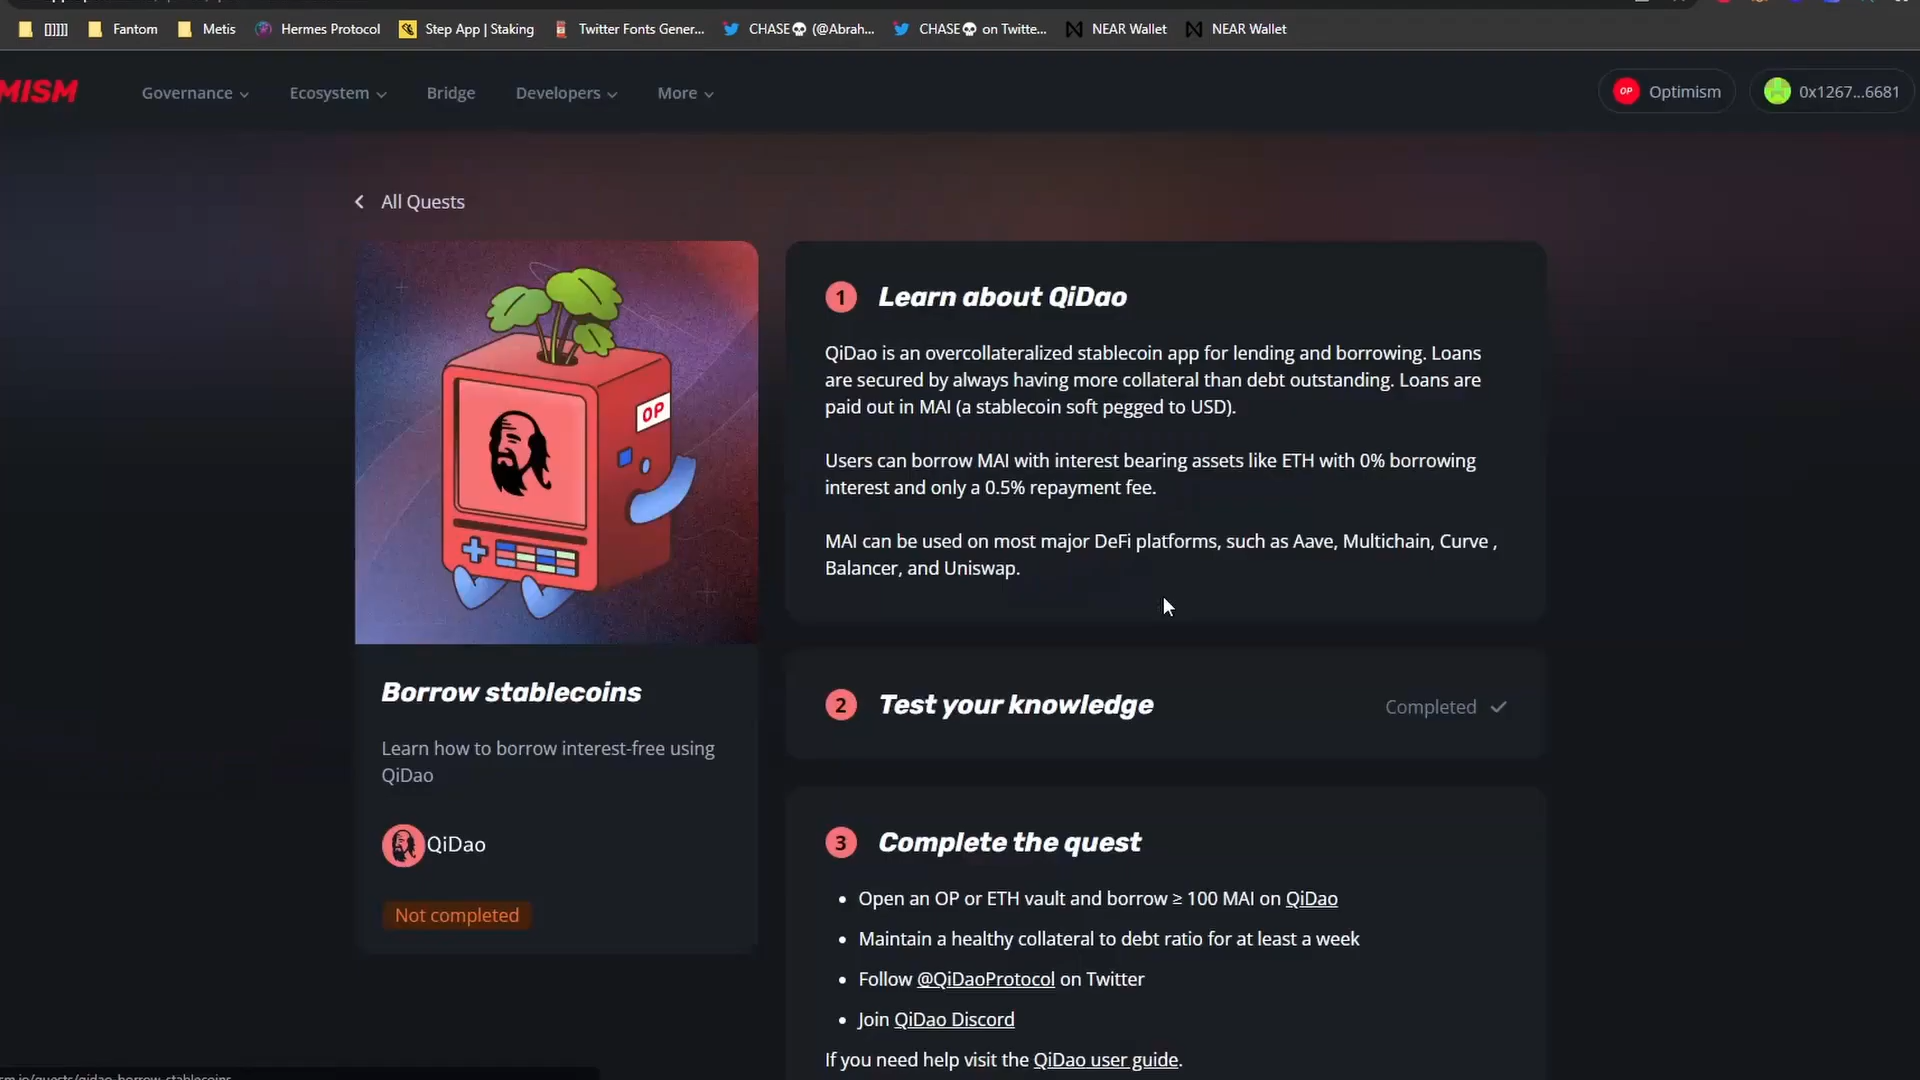 Fantom
Metis
Hermes Protocol
Step App | Staking
Twitter Fonts Gener...
CHASE💀 (@Abrah...
CHASE💀 on Twitte...
NEAR Wallet
NEAR Wallet
MISM
Governance
Ecosystem
Bridge
Developers
More
OP
Optimism
0x1267...6681
All Quests
OP
Borrow stablecoins
Learn how to borrow interest-free using
QiDao
QiDao
Not completed
1
Learn about QiDao
QiDao is an overcollateralized stablecoin app for lending and borrowing. Loans
are secured by always having more collateral than debt outstanding. Loans are
paid out in MAI (a stablecoin soft pegged to USD).
Users can borrow MAI with interest bearing assets like ETH with 0% borrowing
interest and only a 0.5% repayment fee.
MAI can be used on most major DeFi platforms, such as Aave, Multichain, Curve ,
Balancer, and Uniswap.
2
Test your knowledge
Completed
3
Complete the quest
• Open an OP or ETH vault and borrow ≥ 100 MAI on QiDao
• Maintain a healthy collateral to debt ratio for at least a week
• Follow @QiDaoProtocol on Twitter
• Join QiDao Discord
If you need help visit the QiDao user guide.